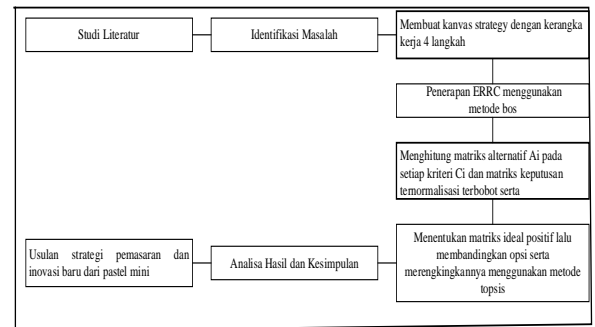 Studi Literatur
Identifikasi Masalah
Membuat kanvas strategy dengan kerangka
kerja 4 langkah
Penerapan ERRC menggunakan
metode bos
Menghitung matriks alternatif Ai pada
setiap kriteri Ci dan matriks keputusan
ternormalisasi terbobot serta
Menentukan matriks ideal positif lalu
membandingkan opsi serta
merengkingkannya menggunakan metode
topsis
Analisa Hasil dan Kesimpulan
Usulan strategi pemasaran dan
inovasi baru dari pastel mini